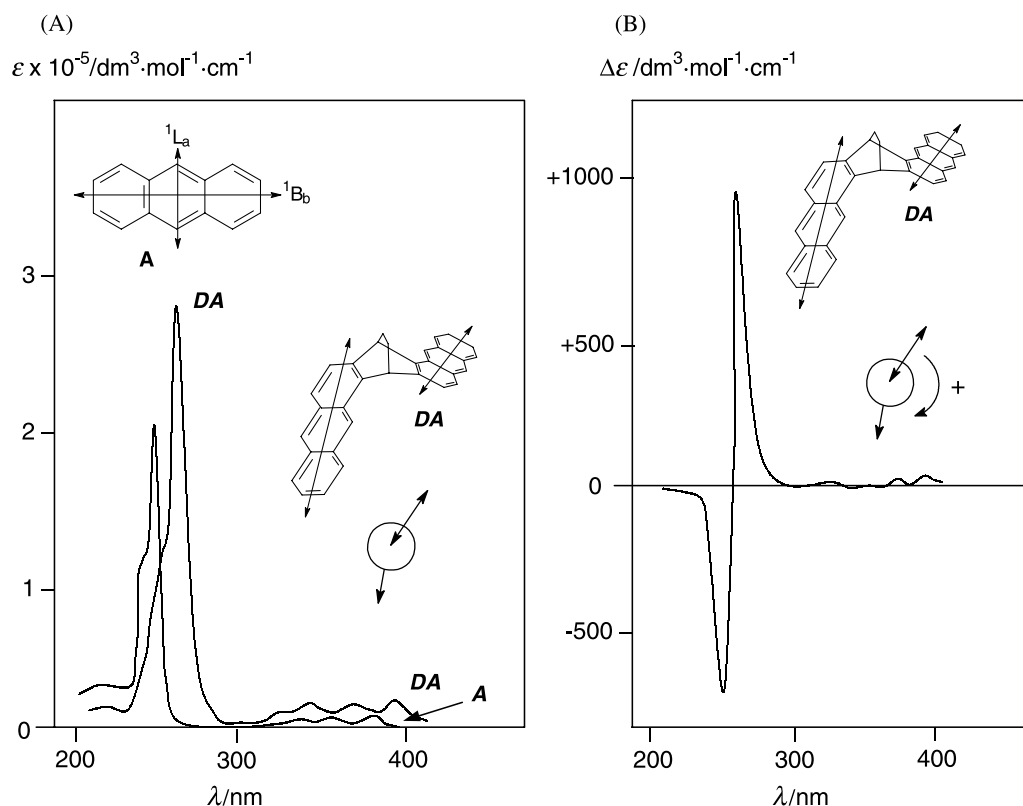 (A)
ε x 10⁻⁵/dm³·mol⁻¹·cm⁻¹
¹Lₐ
¹B_b
A
DA
3
DA
2
1
DA
A
0
200
300
400
λ/nm
(B)
Δε /dm³·mol⁻¹·cm⁻¹
+1000
DA
+500
+
0
-500
200
300
400
λ/nm